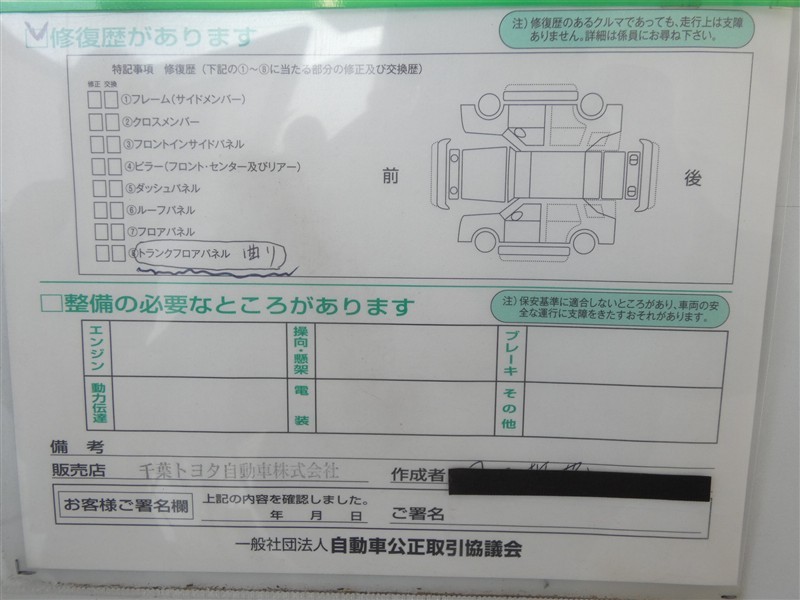 ☑修復歴があります
注）修復歴のあるクルマであっても、走行上は支障
ありません。詳細は係員にお尋ね下さい。
特記事項　修復歴（下記の①〜⑧に当たる部分の修正及び交換歴）
修正 交換
□□①フレーム（サイドメンバー）
□□②クロスメンバー
□□③フロントインサイドパネル
□□④ピラー（フロント・センター及びリアー）
□□⑤ダッシュパネル
□□⑥ルーフパネル
□□⑦フロアパネル
□□⑧トランクフロアパネル　曲り
前
後
□整備の必要なところがあります
注）保安基準に適合しないところがあり、車両の安
全な運行に支障をきたすおそれがあります。
エンジン
操向・懸架
ブレーキ
動力伝達
電装
その他
備考
販売店　千葉トヨタ自動車株式会社　作成者
お客様ご署名欄
上記の内容を確認しました。
年　月　日　ご署名
一般社団法人 自動車公正取引協議会